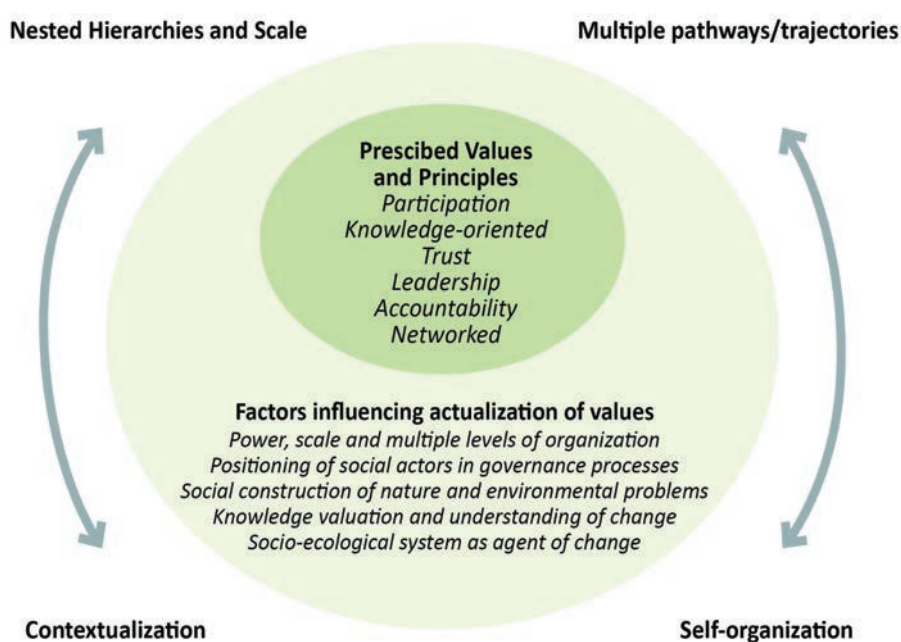 Nested Hierarchies and Scale
Multiple pathways/trajectories
Prescibed Values
and Principles
Participation
Knowledge-oriented
Trust
Leadership
Accountability
Networked
Factors influencing actualization of values
Power, scale and multiple levels of organization
Positioning of social actors in governance processes
Social construction of nature and environmental problems
Knowledge valuation and understanding of change
Socio-ecological system as agent of change
Contextualization
Self-organization